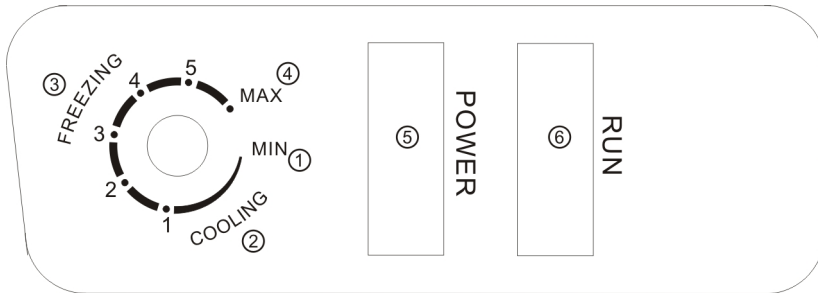 ③ FREEZING
1
2
3
4
5
MAX ④
MIN ①
COOLING ②
⑤ POWER
⑥ RUN